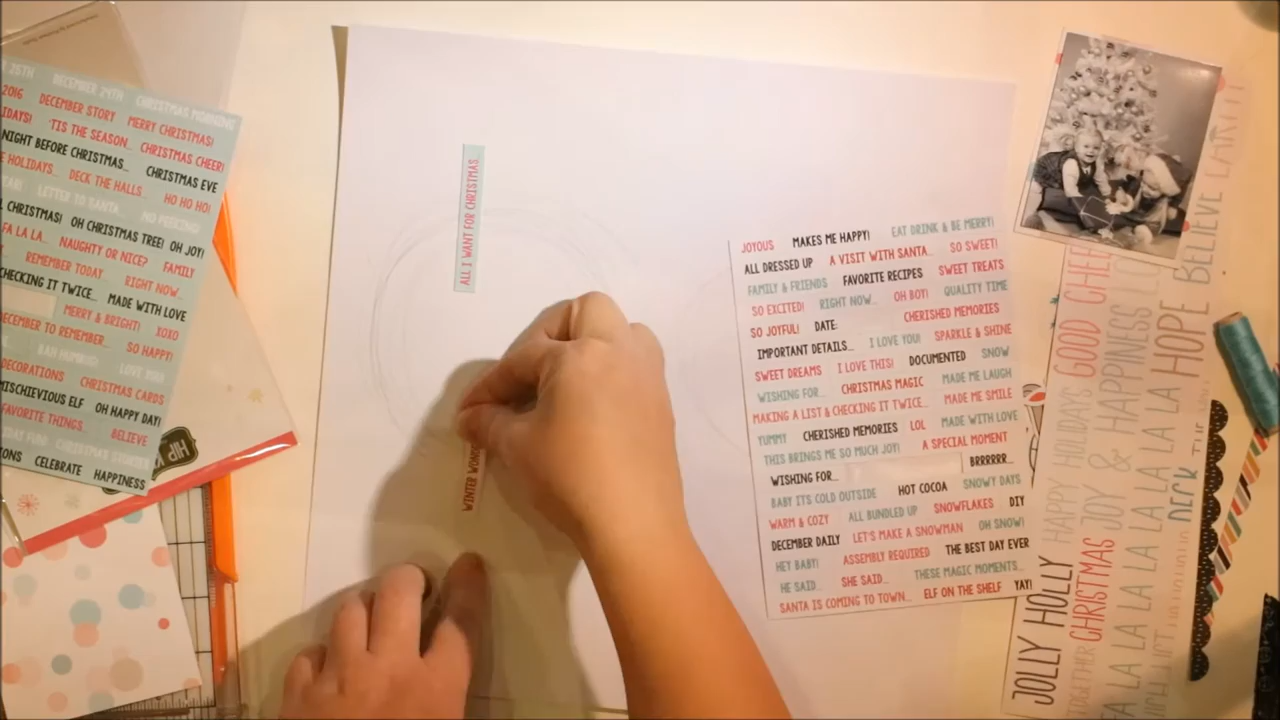 25TH DECEMBER 24TH CHRISTMAS MORNING
2016 DECEMBER STORY MERRY CHRISTMAS!
'TIS THE SEASON... CHRISTMAS CHEER!
NIGHT BEFORE CHRISTMAS... CHRISTMAS EVE
HOLIDAYS... DECK THE HALLS... HO HO HO!
LETTER TO SANTA... NO PEEKING!
CHRISTMAS! OH CHRISTMAS TREE! OH JOY!
FA LA LA... NAUGHTY OR NICE? FAMILY
REMEMBER TODAY RIGHT NOW...
CHECKING IT TWICE... MADE WITH LOVE
MERRY & BRIGHT! XOXO
DECEMBER TO REMEMBER... SO HAPPY!
BAH HUMBUG!
DECORATIONS CHRISTMAS CARDS
MISCHIEVIOUS ELF OH HAPPY DAY!
FAVORITE THINGS... BELIEVE
CELEBRATE HAPPINESS
HIP
ALL I WANT FOR CHRISTMAS...
WINTER
JOYOUS MAKES ME HAPPY! EAT DRINK & BE MERRY!
ALL DRESSED UP A VISIT WITH SANTA... SO SWEET!
FAMILY & FRIENDS FAVORITE RECIPES SWEET TREATS
SO EXCITED! RIGHT NOW... OH BOY! QUALITY TIME
SO JOYFUL! DATE: CHERISHED MEMORIES
IMPORTANT DETAILS... I LOVE YOU! SPARKLE & SHINE
SWEET DREAMS I LOVE THIS! DOCUMENTED SNOW
WISHING FOR... CHRISTMAS MAGIC MADE ME LAUGH
MAKING A LIST & CHECKING IT TWICE... MADE ME SMILE
YUMMY CHERISHED MEMORIES LOL MADE WITH LOVE
THIS BRINGS ME SO MUCH JOY! A SPECIAL MOMENT
WISHING FOR... BRRRRRR...
BABY ITS COLD OUTSIDE HOT COCOA SNOWY DAYS
WARM & COZY ALL BUNDLED UP SNOWFLAKES DIY
DECEMBER DAILY LET'S MAKE A SNOWMAN OH SNOW!
HEY BABY! ASSEMBLY REQUIRED THE BEST DAY EVER
HE SAID... SHE SAID... THESE MAGIC MOMENTS...
SANTA IS COMING TO TOWN... ELF ON THE SHELF YAY!
JOLLY HOLLY HAPPY HOLIDAYS GOOD CHEER
TOGETHER CHRISTMAS JOY & HAPPINESS
LA LA LA LA LA LA LA LA HOPE BELIEVE
DECK THE